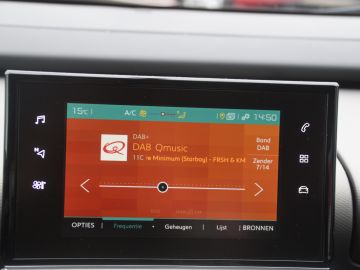 15°C A/C 14:50
DAB+
DAB Qmusic
11C re Minimum (Starboy) - FRSH & KM
Band
DAB
Zender
7/14
OPTIES Frequentie Geheugen Lijst BRONNEN